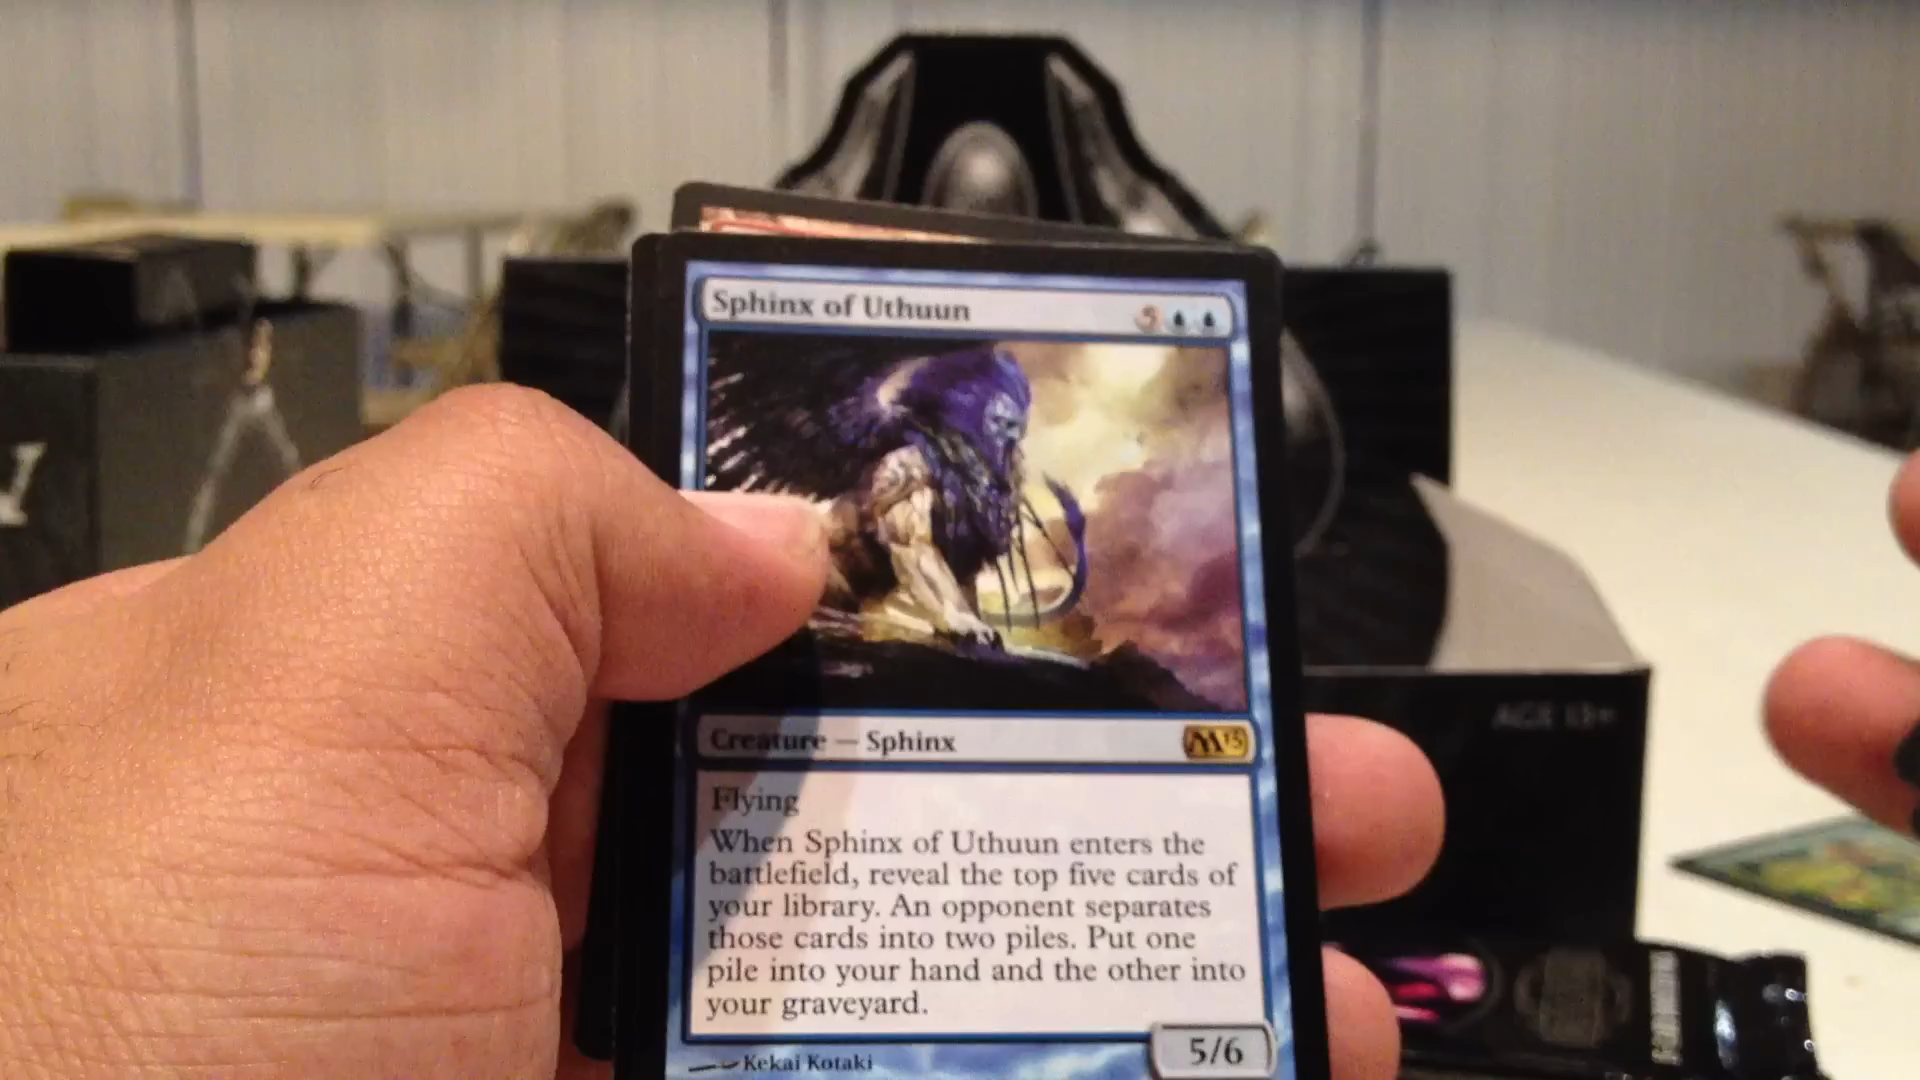 Sphinx of Uthuun 5
Creature — Sphinx M15
Flying
When Sphinx of Uthuun enters the
battlefield, reveal the top five cards of
your library. An opponent separates
those cards into two piles. Put one
pile into your hand and the other into
your graveyard.
5/6
Kekai Kotaki
AGE 13+